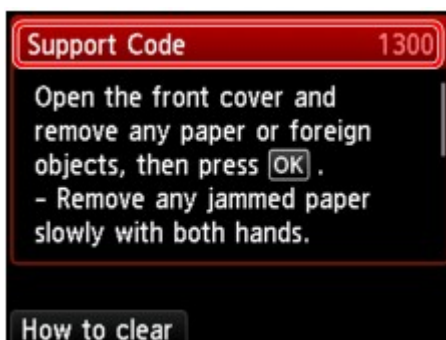 Support Code 1300
Open the front cover and
remove any paper or foreign
objects, then press OK .
– Remove any jammed paper
slowly with both hands.
How to clear